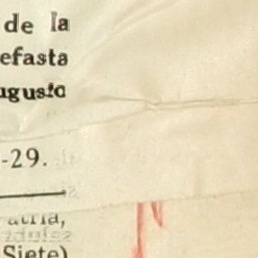 de la
efasta
ugusto
-29.
atria,
Siete)